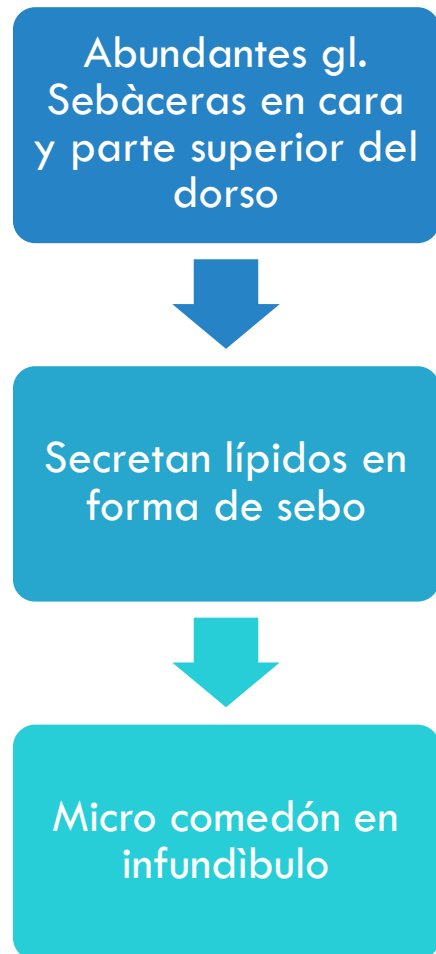 Abundantes gl.
Sebàceras en cara
y parte superior del
dorso
Secretan lípidos en
forma de sebo
Micro comedón en
infundìbulo